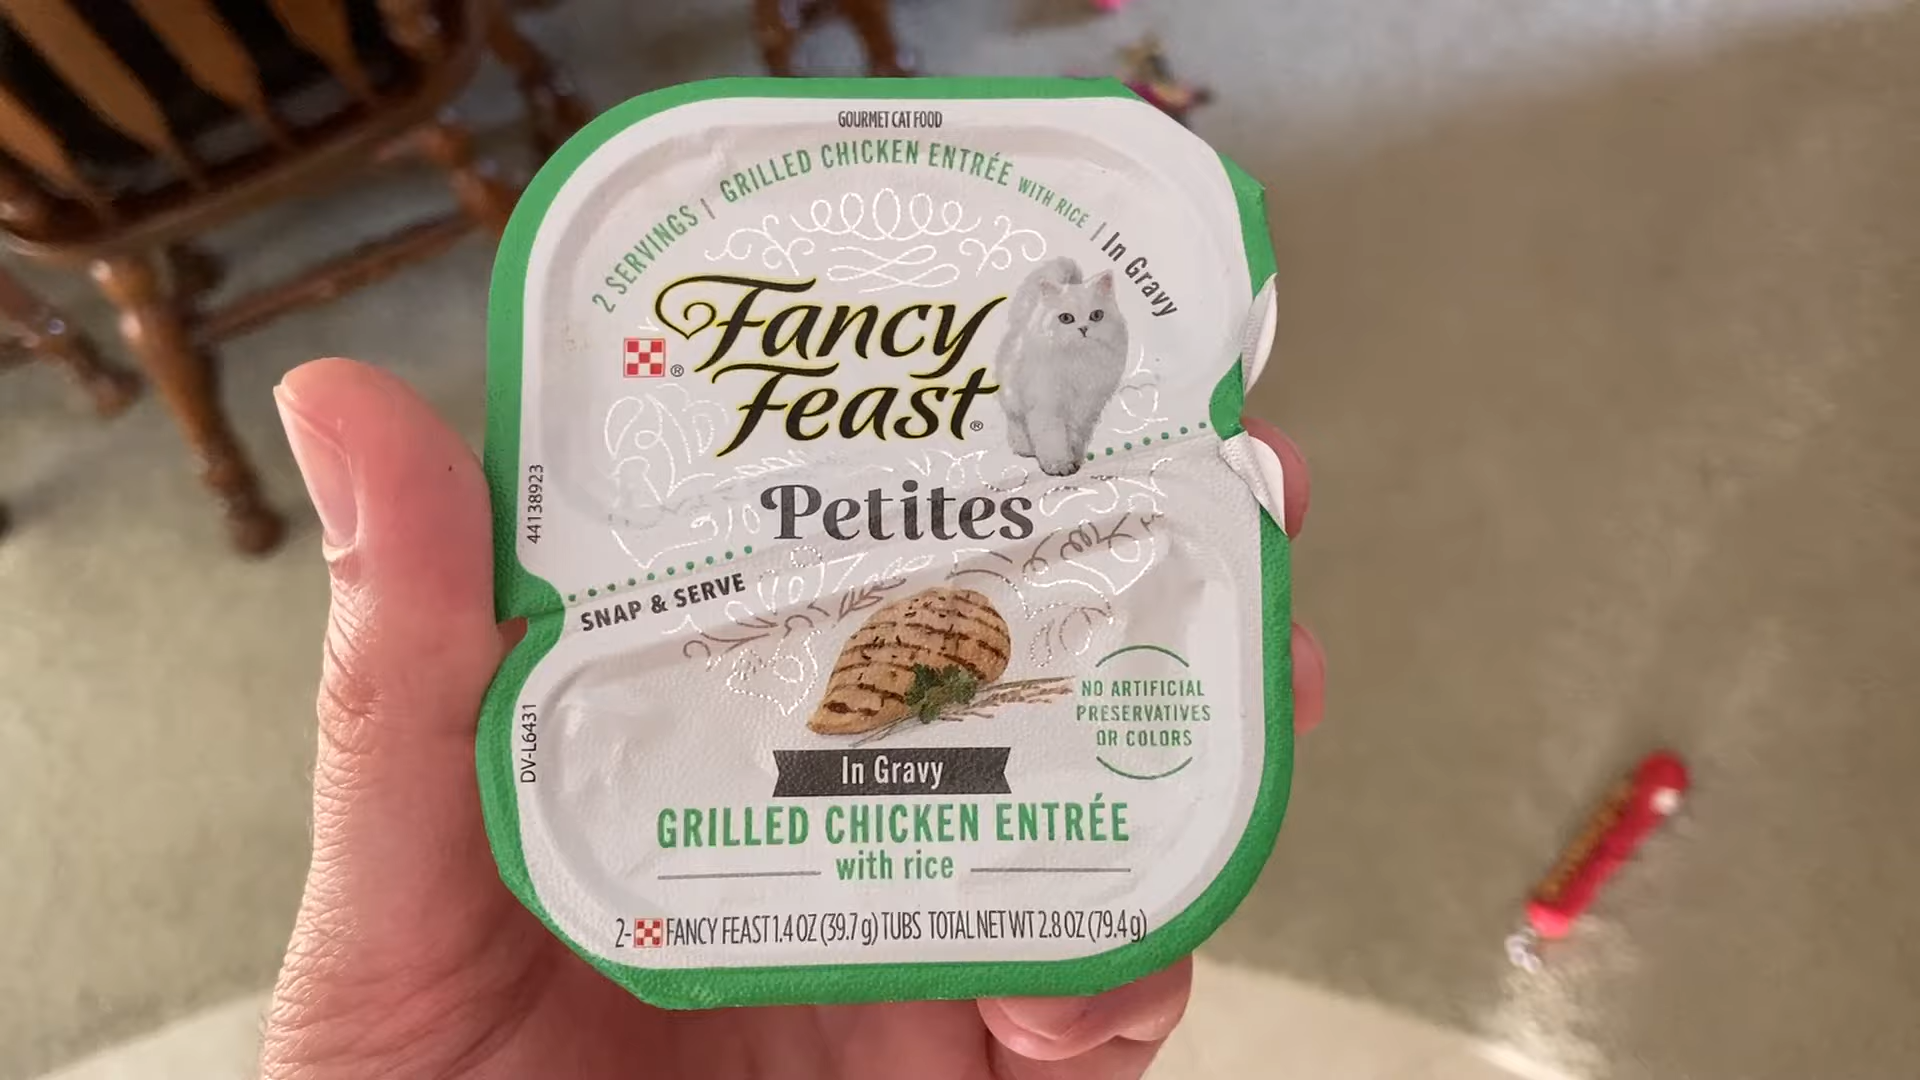 GOURMET CAT FOOD
2 SERVINGS | GRILLED CHICKEN ENTRÉE WITH RICE | In Gravy
Fancy
Feast®
®
Petites
44138923
SNAP & SERVE
DV-L6431
NO ARTIFICIAL
PRESERVATIVES
OR COLORS
In Gravy
GRILLED CHICKEN ENTRÉE
with rice
2- FANCY FEAST 1.4 OZ (39.7 g) TUBS TOTAL NET WT 2.8 OZ (79.4 g)